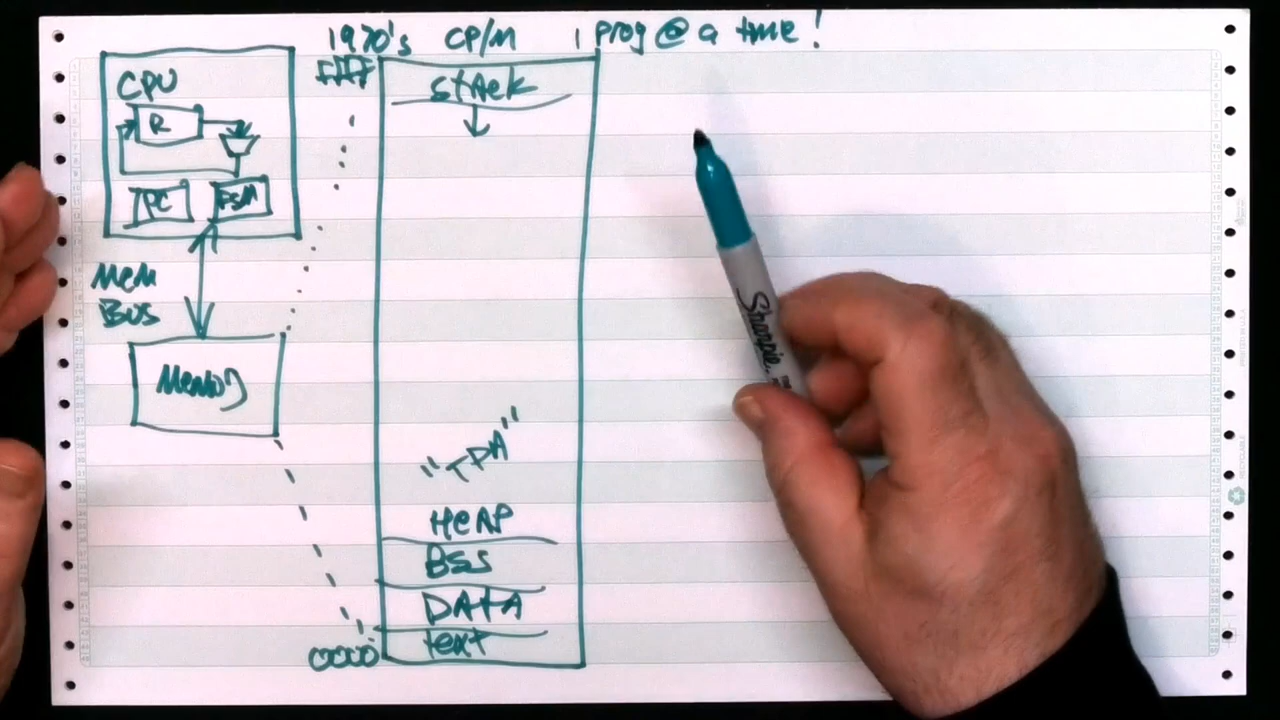 1970's CP/M 1 prog @ a time!
CPU
R
PC
FSM
MEM
BUS
Memory
FFFF
STACK
"TPA"
HEAP
BSS
DATA
text
0000
Sharpie.